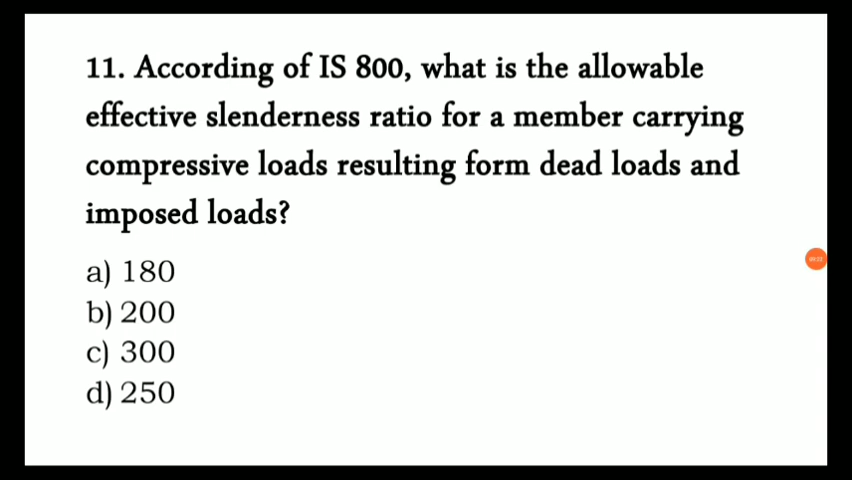 11. According of IS 800, what is the allowable
effective slenderness ratio for a member carrying
compressive loads resulting form dead loads and
imposed loads?
a) 180
b) 200
c) 300
d) 250